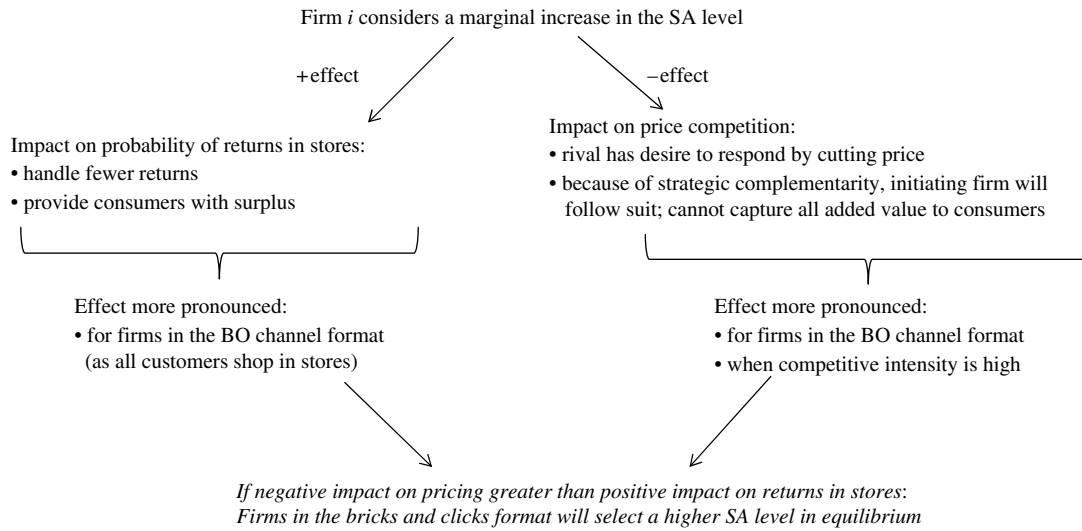 Firm i considers a marginal increase in the SA level
+effect
−effect
Impact on probability of returns in stores:
• handle fewer returns
• provide consumers with surplus
Impact on price competition:
• rival has desire to respond by cutting price
• because of strategic complementarity, initiating firm will
follow suit; cannot capture all added value to consumers
Effect more pronounced:
• for firms in the BO channel format
(as all customers shop in stores)
Effect more pronounced:
• for firms in the BO channel format
• when competitive intensity is high
If negative impact on pricing greater than positive impact on returns in stores:
Firms in the bricks and clicks format will select a higher SA level in equilibrium